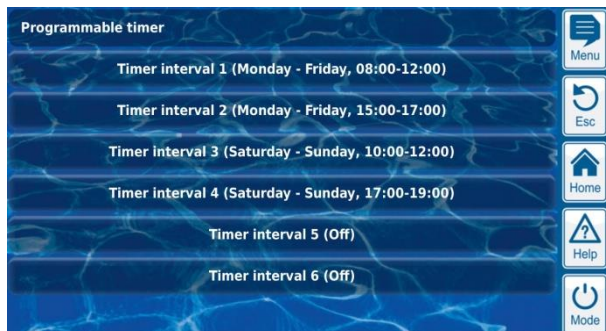 Programmable timer
Timer interval 1 (Monday - Friday, 08:00-12:00)
Timer interval 2 (Monday - Friday, 15:00-17:00)
Timer interval 3 (Saturday - Sunday, 10:00-12:00)
Timer interval 4 (Saturday - Sunday, 17:00-19:00)
Timer interval 5 (Off)
Timer interval 6 (Off)
Menu
Esc
Home
?
Help
Mode